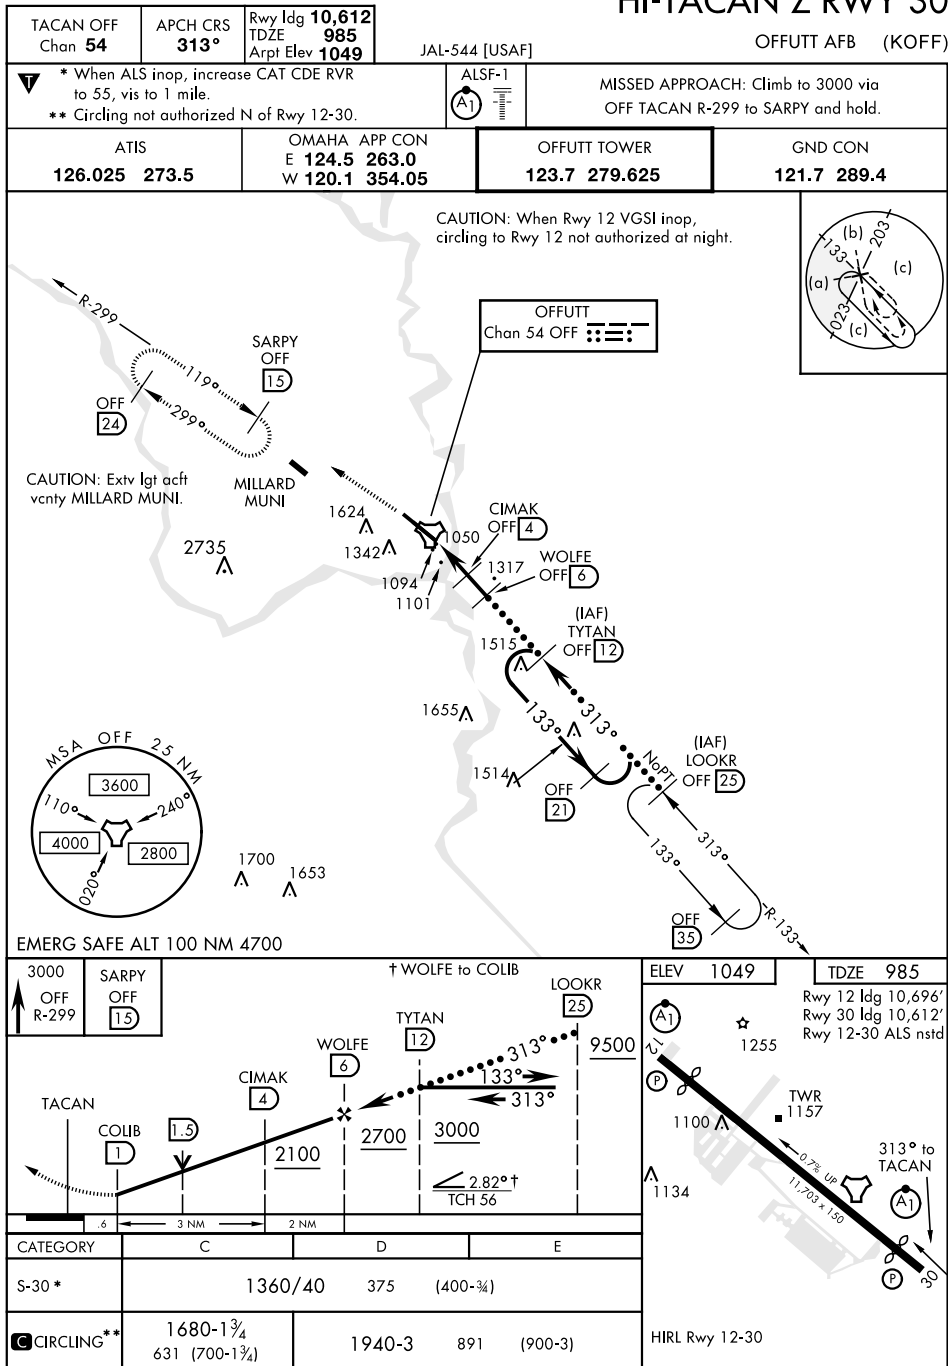 HI-TACAN Z RWY 30
TACAN OFF
Chan 54
APCH CRS
313°
Rwy ldg 10,612
TDZE 985
Arpt Elev 1049
JAL-544 [USAF]
OFFUTT AFB (KOFF)
T
* When ALS inop, increase CAT CDE RVR
to 55, vis to 1 mile.
** Circling not authorized N of Rwy 12-30.
ALSF-1
A1
MISSED APPROACH: Climb to 3000 via
OFF TACAN R-299 to SARPY and hold.
ATIS
126.025 273.5
OMAHA APP CON
E 124.5 263.0
W 120.1 354.05
OFFUTT TOWER
123.7 279.625
GND CON
121.7 289.4
CAUTION: When Rwy 12 VGSI inop,
circling to Rwy 12 not authorized at night.
(b)
203
133
(c)
(a)
023
(c)
R-299
OFFUTT
Chan 54 OFF
SARPY
OFF
15
119°
299°
OFF
24
CAUTION: Extv lgt acft
vcnty MILLARD MUNI.
MILLARD
MUNI
1624
1342
2735
1050
1094
1101
CIMAK
OFF 4
1317
WOLFE
OFF 6
(IAF)
TYTAN
OFF 12
1515
1655
133°
313°
1514
OFF
21
NoPT
(IAF)
LOOKR
OFF 25
133°
313°
OFF
35
R-133
MSA OFF 25 NM
3600
110°
240°
4000
2800
020°
1700
1653
EMERG SAFE ALT 100 NM 4700
3000
OFF
R-299
SARPY
OFF
15
† WOLFE to COLIB
LOOKR
25
TYTAN
12
313°
9500
WOLFE
6
133°
313°
CIMAK
4
TACAN
COLIB
1
1.5
2100
2700
3000
2.82° †
TCH 56
.6
3 NM
2 NM
ELEV 1049
TDZE 985
Rwy 12 ldg 10,696'
Rwy 30 ldg 10,612'
Rwy 12-30 ALS nstd
A1
1255
12
P
TWR
1157
1100
313° to
TACAN
0.7% UP
11,703 x 150
1134
A1
P
30
HIRL Rwy 12-30
CATEGORY C D E
S-30 * 1360/40 375 (400-¾)
C CIRCLING** 1680-1¾ 631 (700-1¾) 1940-3 891 (900-3)